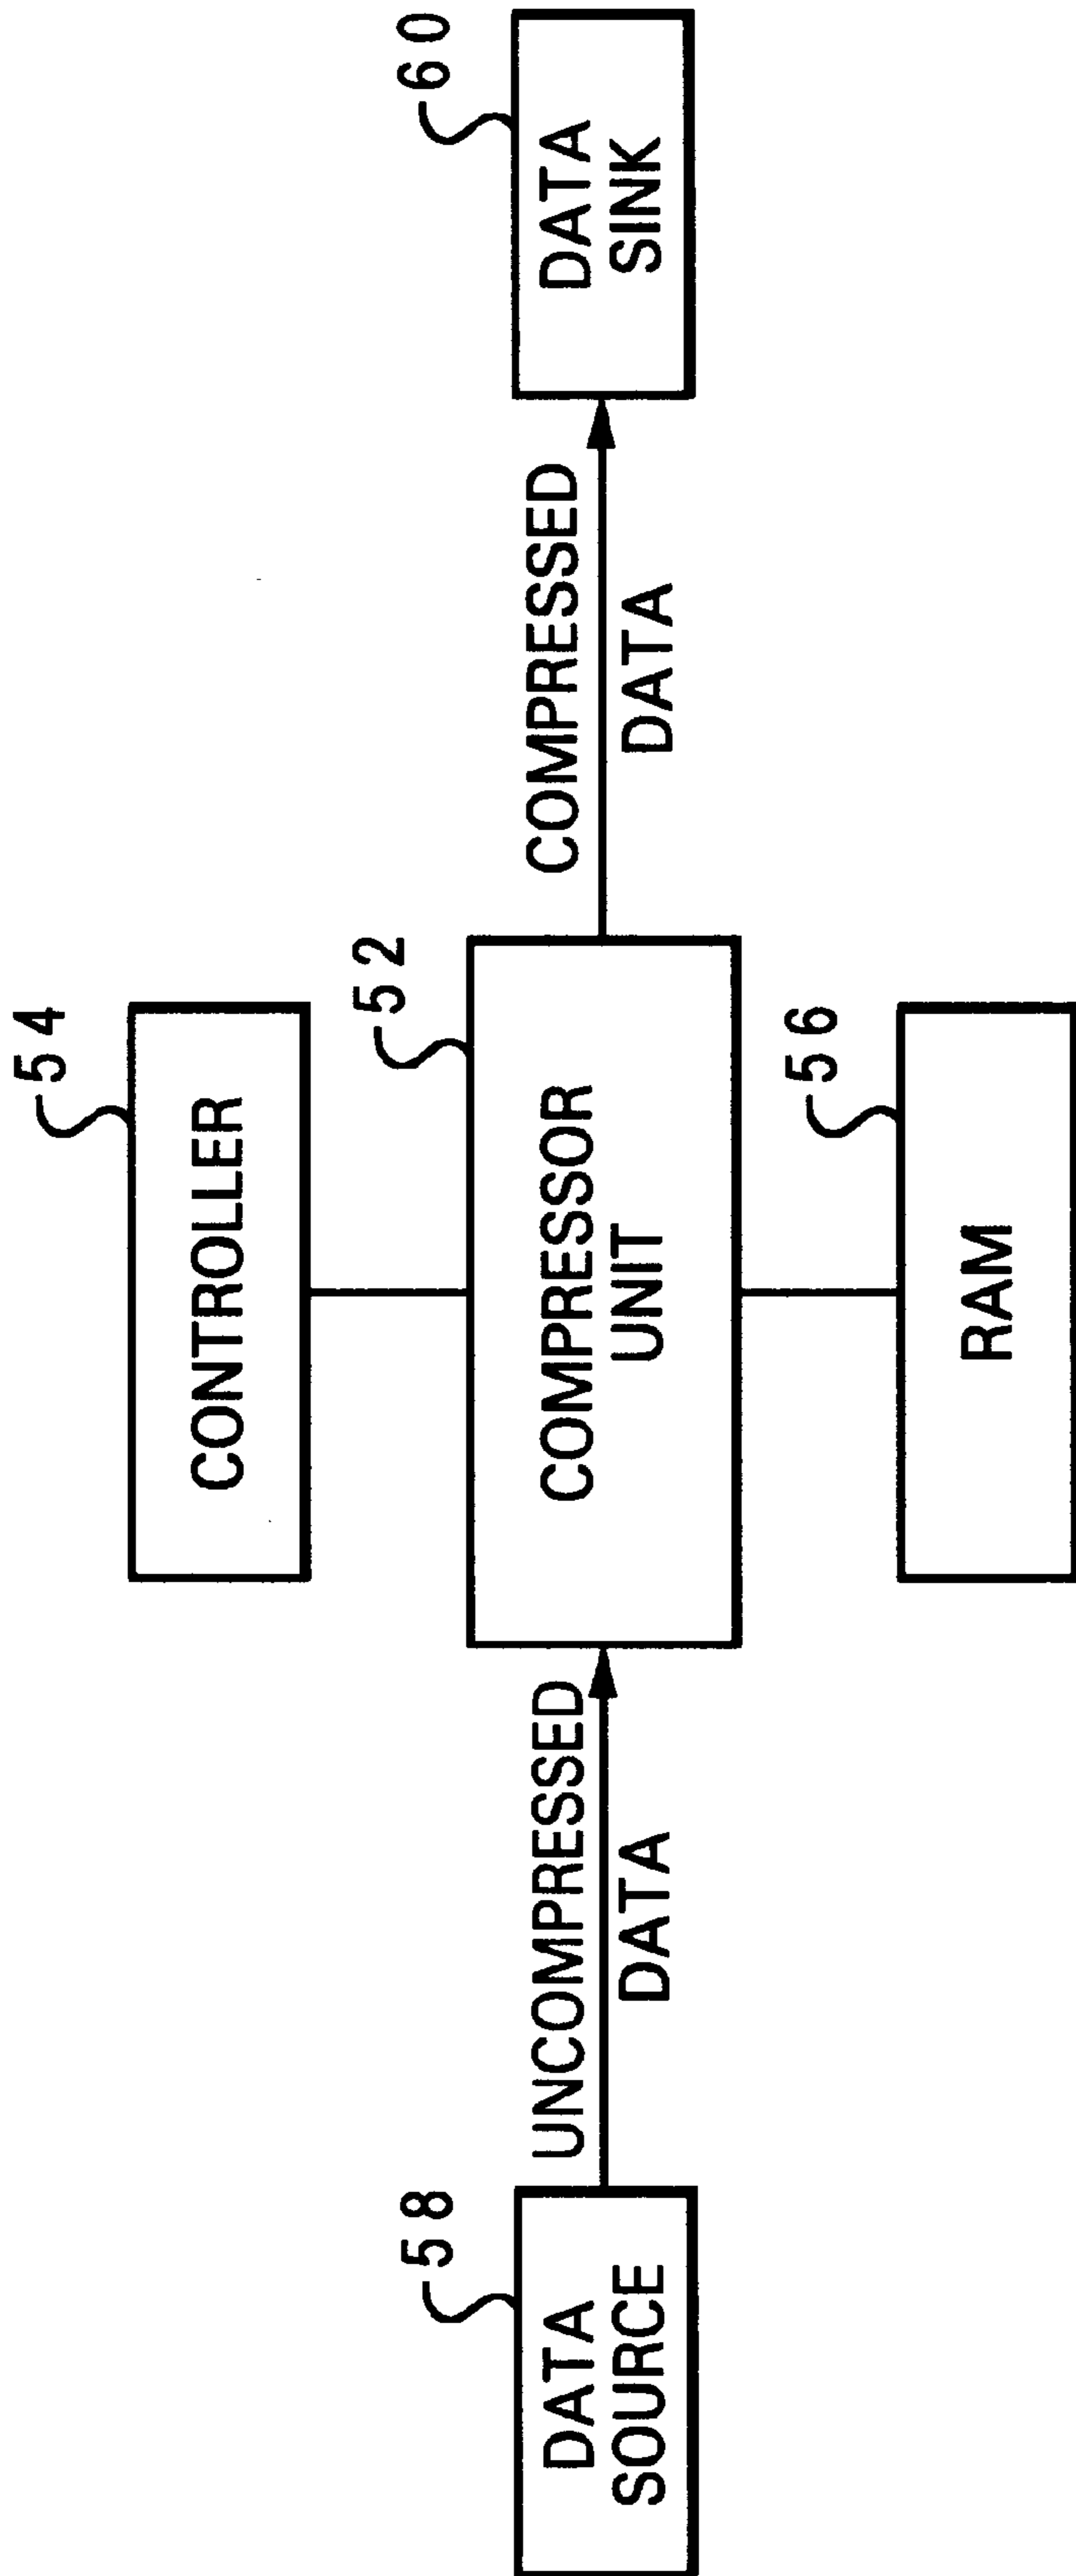 54
CONTROLLER
58
DATA
SOURCE
UNCOMPRESSED
DATA
52
COMPRESSOR
UNIT
COMPRESSED
DATA
60
DATA
SINK
56
RAM